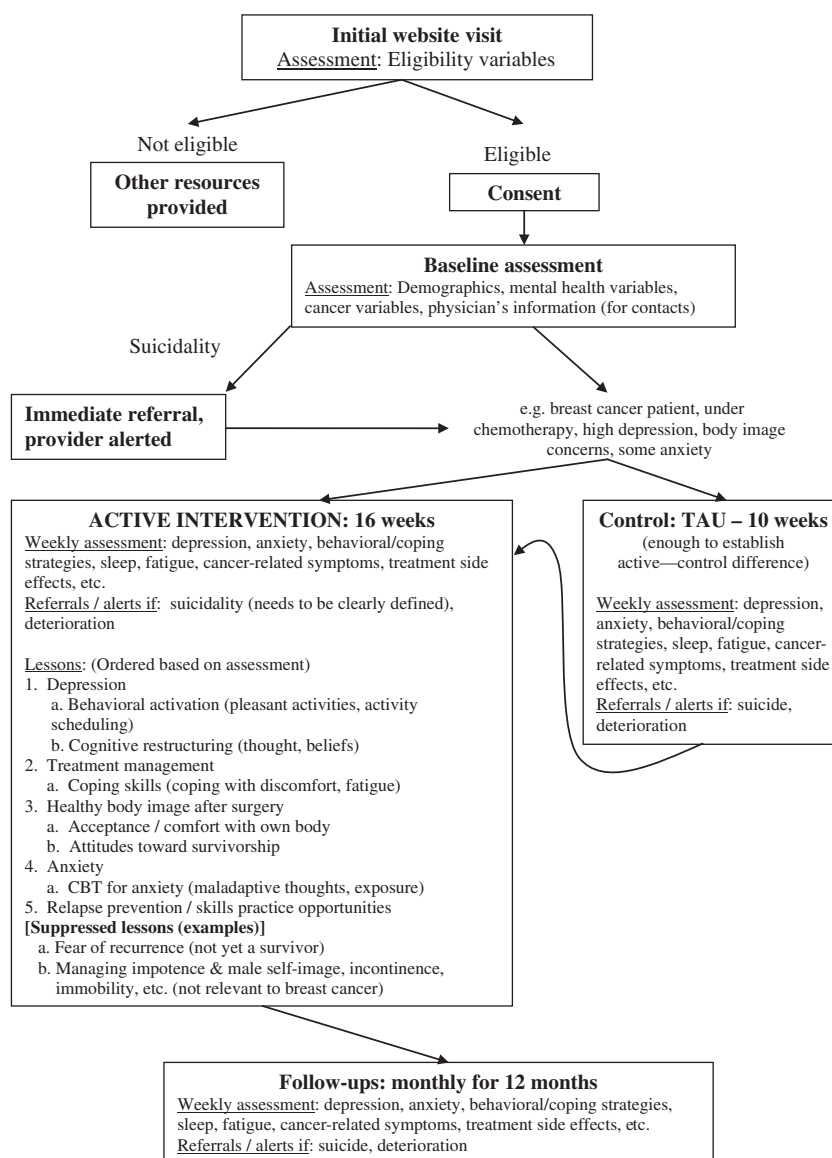 Initial website visit
Assessment: Eligibility variables
Not eligible
Eligible
Other resources
provided
Consent
Baseline assessment
Assessment: Demographics, mental health variables,
cancer variables, physician's information (for contacts)
Suicidality
Immediate referral,
provider alerted
e.g. breast cancer patient, under
chemotherapy, high depression, body image
concerns, some anxiety
ACTIVE INTERVENTION: 16 weeks
Weekly assessment: depression, anxiety, behavioral/coping
strategies, sleep, fatigue, cancer-related symptoms, treatment side
effects, etc.
Referrals / alerts if: suicidality (needs to be clearly defined),
deterioration
Lessons: (Ordered based on assessment)
1. Depression
a. Behavioral activation (pleasant activities, activity
scheduling)
b. Cognitive restructuring (thought, beliefs)
2. Treatment management
a. Coping skills (coping with discomfort, fatigue)
3. Healthy body image after surgery
a. Acceptance / comfort with own body
b. Attitudes toward survivorship
4. Anxiety
a. CBT for anxiety (maladaptive thoughts, exposure)
5. Relapse prevention / skills practice opportunities
[Suppressed lessons (examples)]
a. Fear of recurrence (not yet a survivor)
b. Managing impotence & male self-image, incontinence,
immobility, etc. (not relevant to breast cancer)
Control: TAU – 10 weeks
(enough to establish
active—control difference)
Weekly assessment: depression,
anxiety, behavioral/coping
strategies, sleep, fatigue, cancer-
related symptoms, treatment side
effects, etc.
Referrals / alerts if: suicide,
deterioration
Follow-ups: monthly for 12 months
Weekly assessment: depression, anxiety, behavioral/coping strategies,
sleep, fatigue, cancer-related symptoms, treatment side effects, etc.
Referrals / alerts if: suicide, deterioration